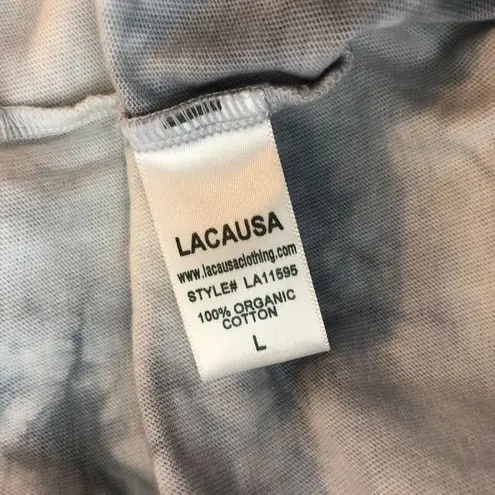 LACAUSA
www.lacausaclothing.com
STYLE# LA11595
100% ORGANIC
COTTON
L